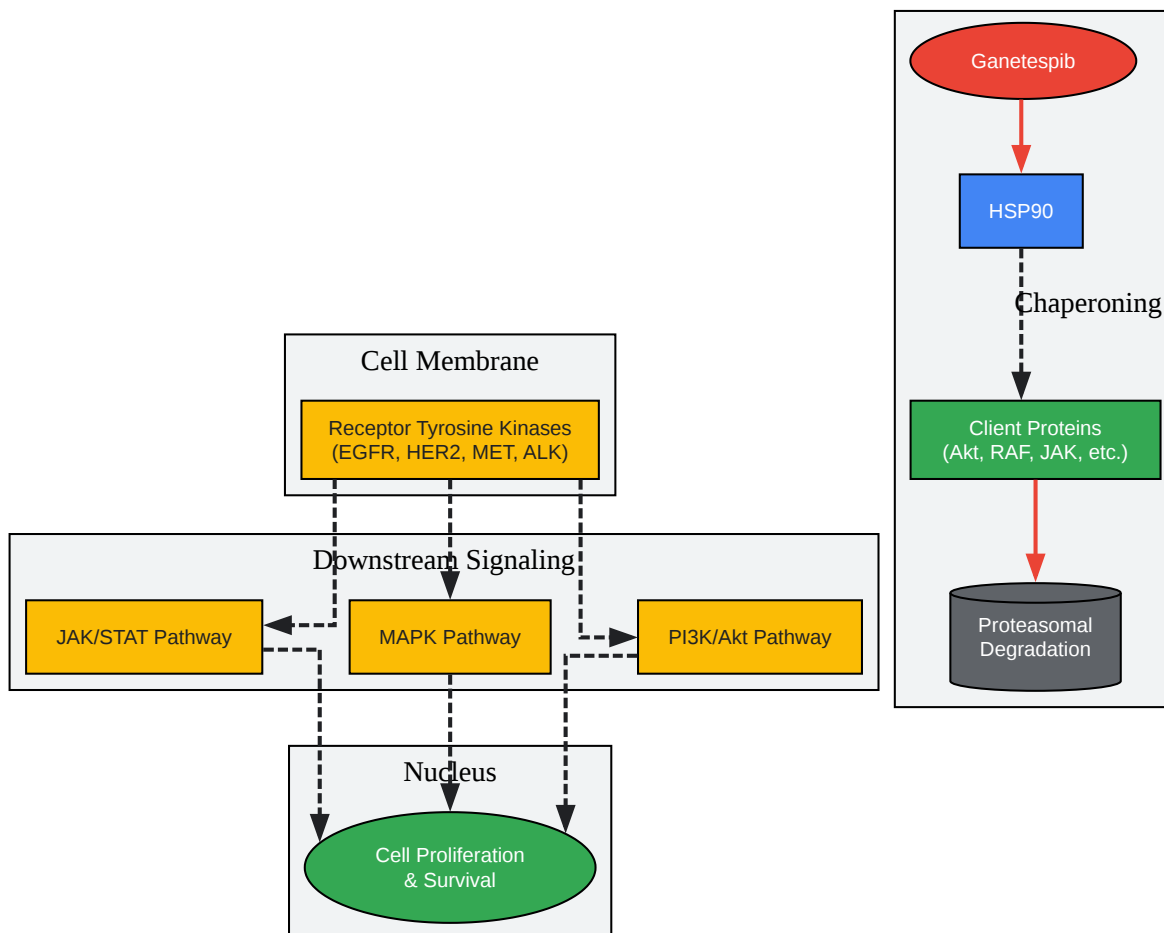 Ganetespib
HSP90
Chaperoning
Client Proteins
(Akt, RAF, JAK, etc.)
Proteasomal
Degradation
Cell Membrane
Receptor Tyrosine Kinases
(EGFR, HER2, MET, ALK)
Downstream Signaling
JAK/STAT Pathway
MAPK Pathway
PI3K/Akt Pathway
Nucleus
Cell Proliferation
& Survival